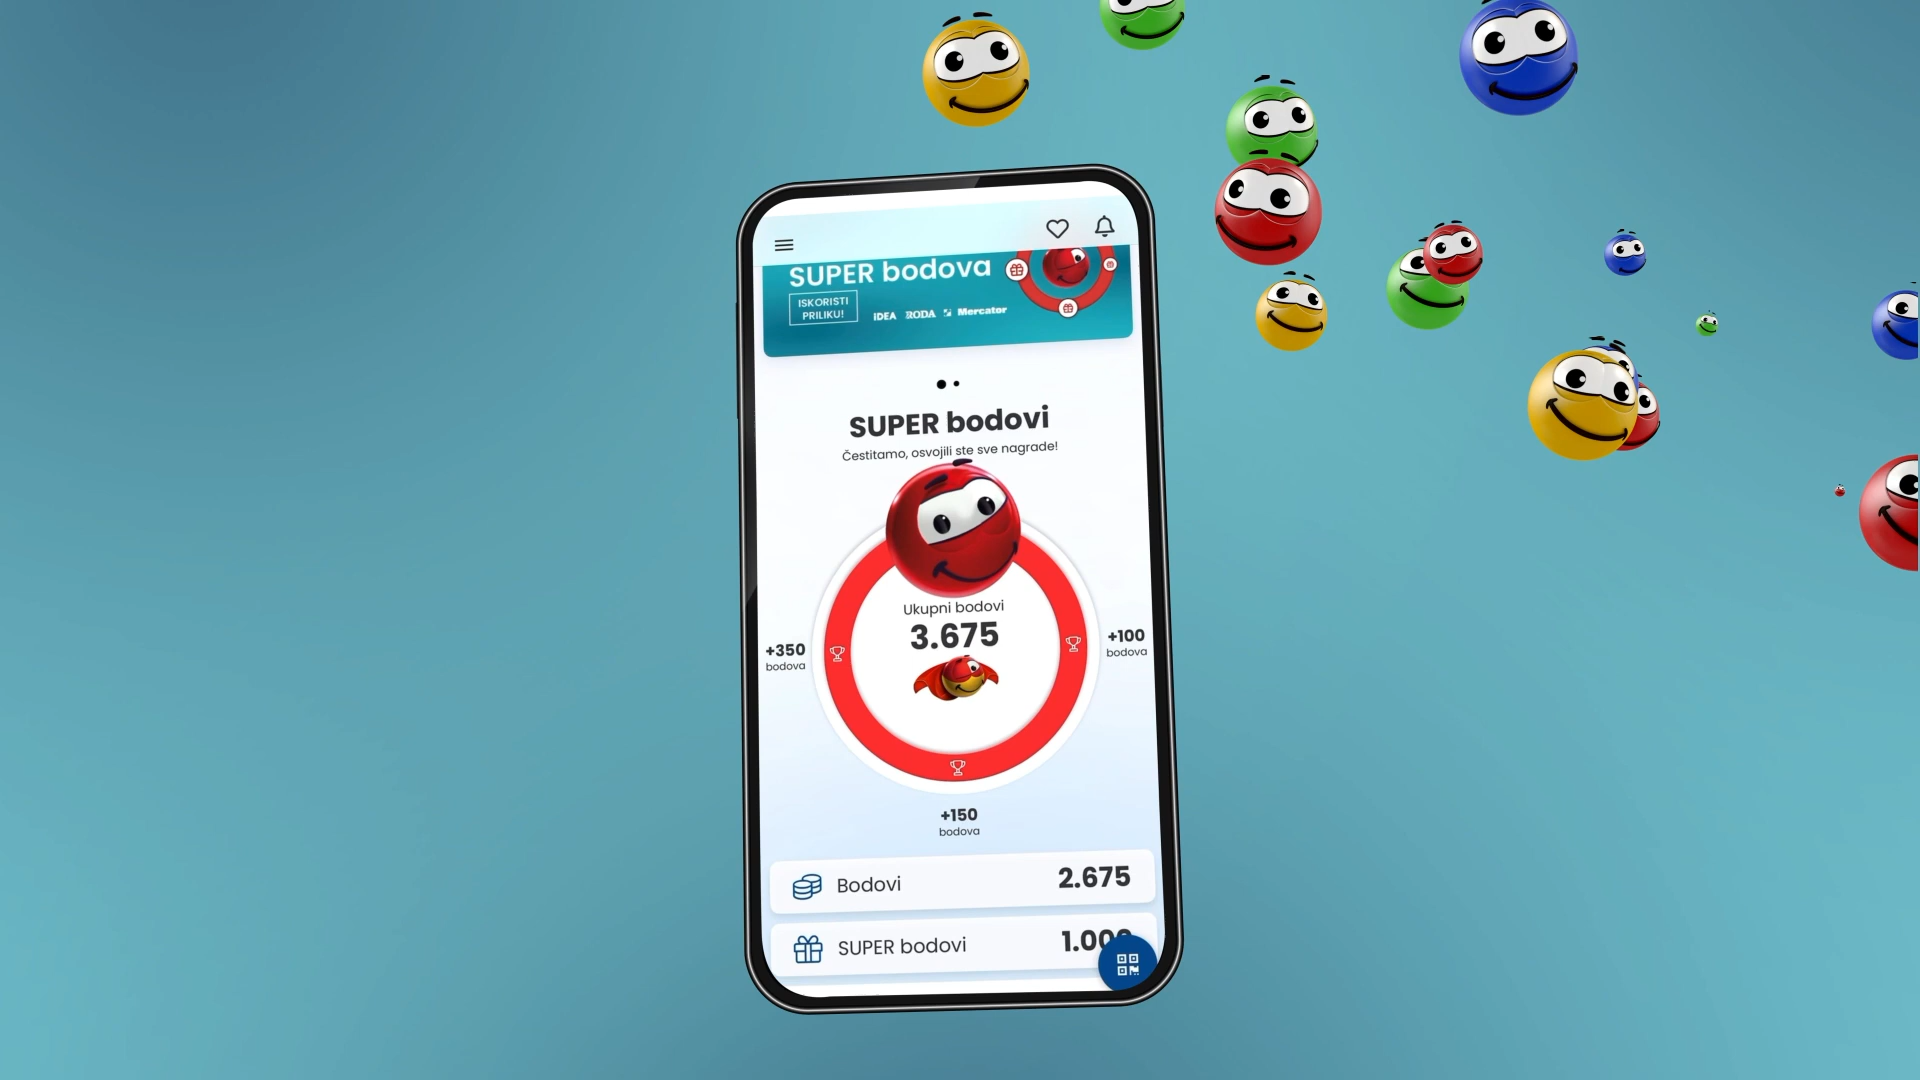 SUPER bodova
ISKORISTI
PRILIKU!
IDEA RODA Mercator
SUPER bodovi
Čestitamo, osvojili ste sve nagrade!
Ukupni bodovi
3.675
+350
bodova
+100
bodova
+150
bodova
Bodovi 2.675
SUPER bodovi